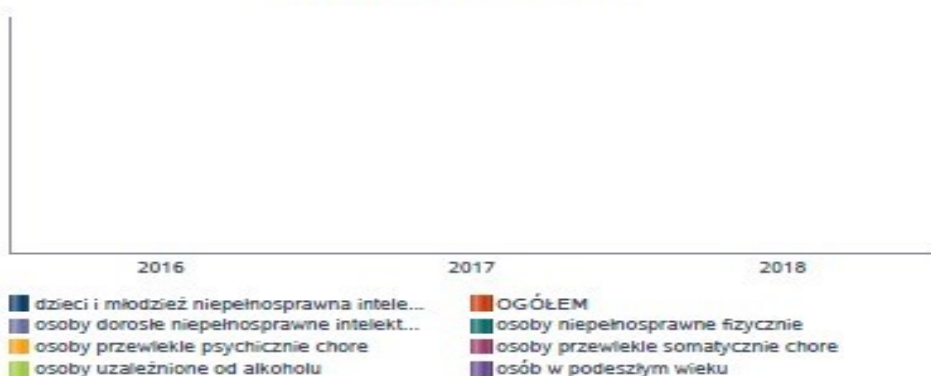 2016 2017 2018
dzieci i młodzież niepełnosprawna intele... OGÓŁEM
osoby dorosłe niepełnosprawne intelekt... osoby niepełnosprawne fizycznie
osoby przewlekle psychicznie chore osoby przewlekle somatycznie chore
osoby uzależnione od alkoholu osób w podeszłym wieku